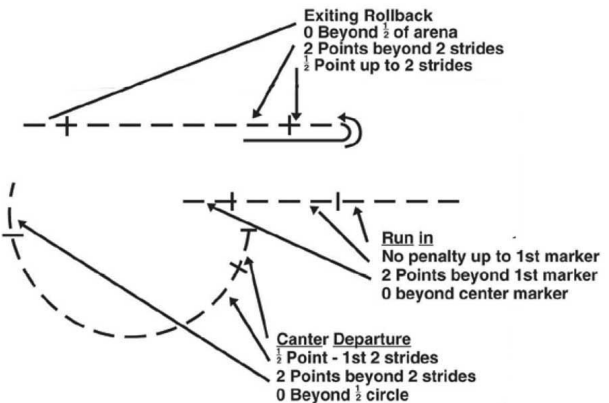 Exiting Rollback
0 Beyond ½ of arena
2 Points beyond 2 strides
½ Point up to 2 strides
Run in
No penalty up to 1st marker
2 Points beyond 1st marker
0 beyond center marker
Canter Departure
½ Point - 1st 2 strides
2 Points beyond 2 strides
0 Beyond ½ circle